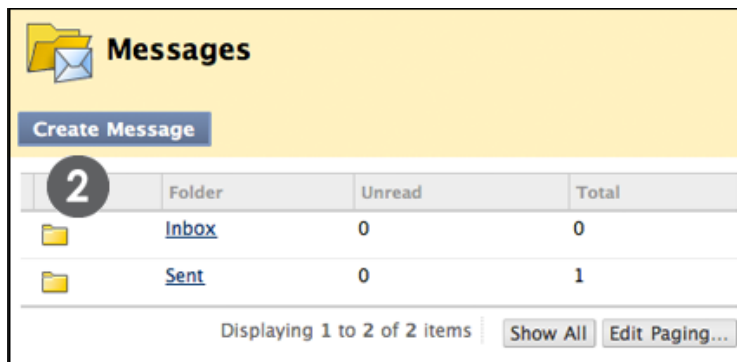 Messages
Create Message
2
Folder Unread Total
Inbox 0 0
Sent 0 1
Displaying 1 to 2 of 2 items Show All Edit Paging...